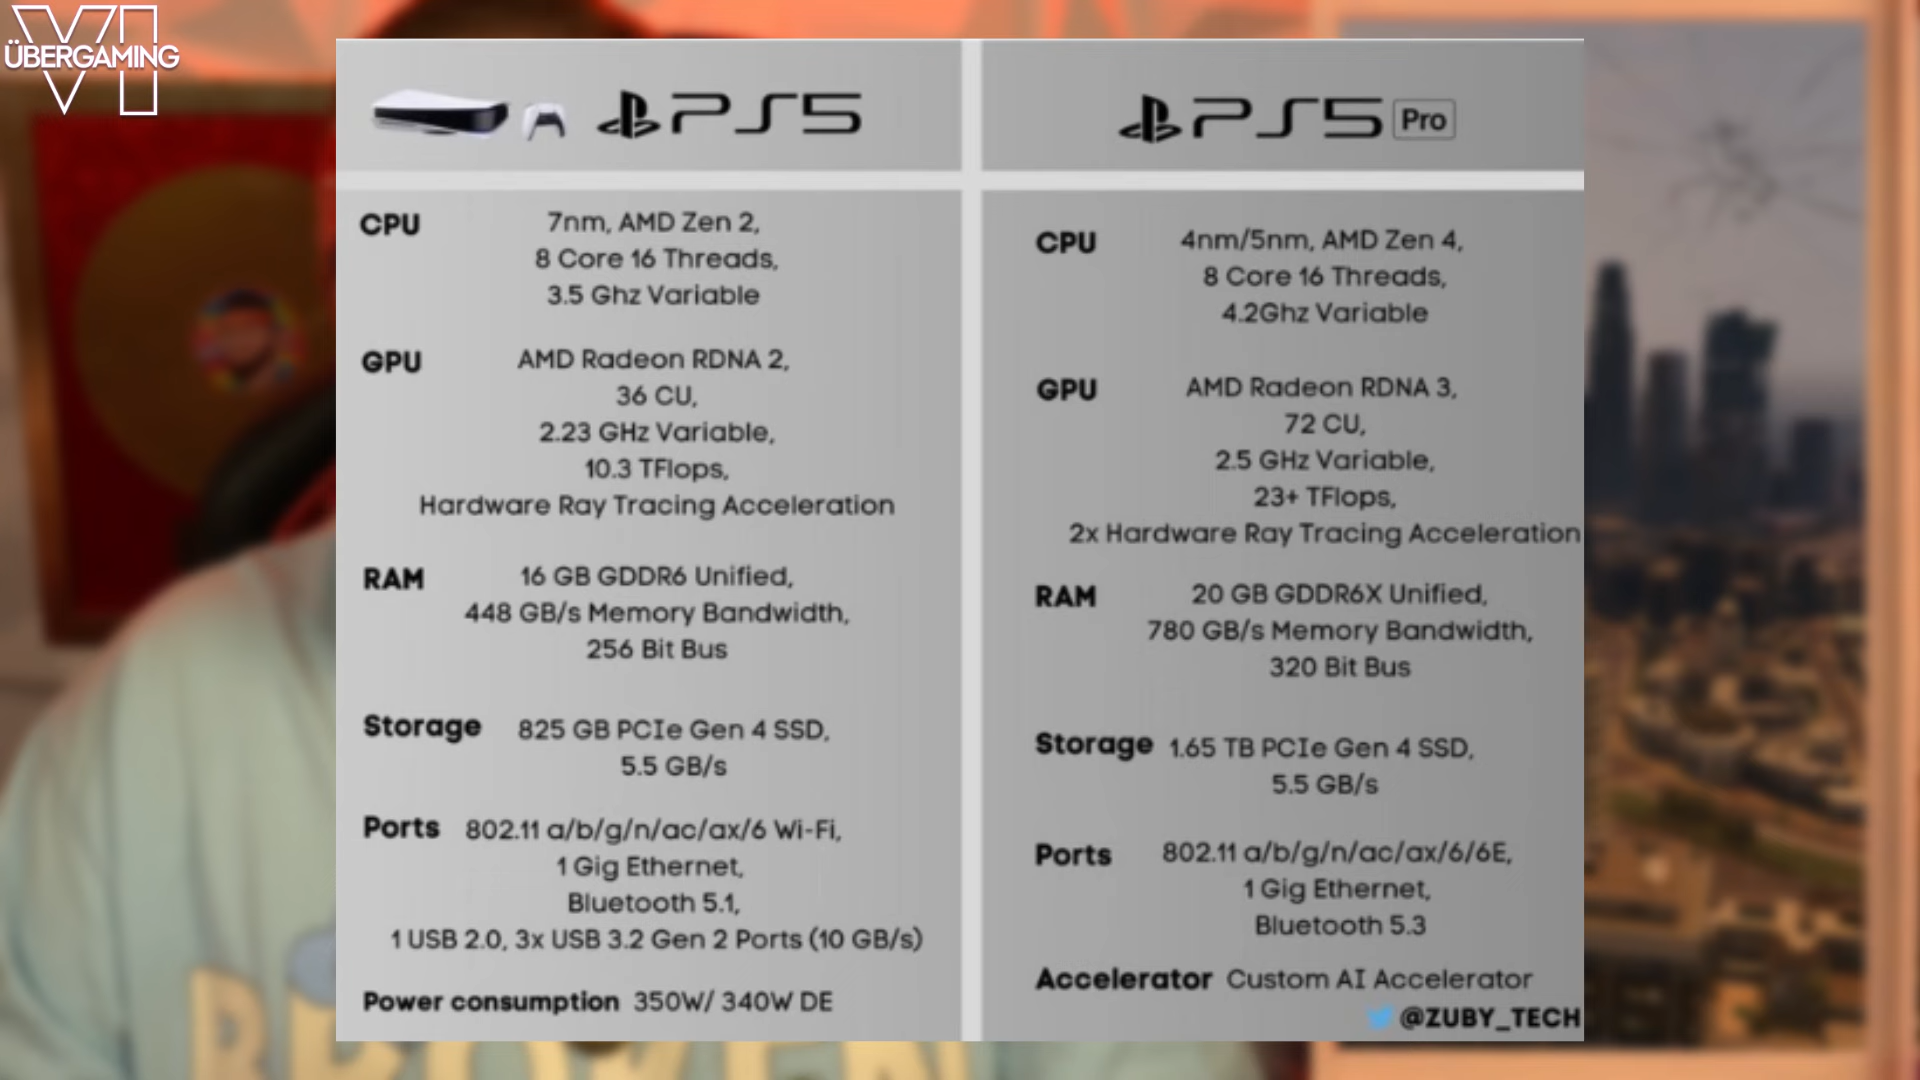 VI
ÜBERGAMING
PS5
PS5 Pro
CPU 7nm, AMD Zen 2,
8 Core 16 Threads,
3.5 Ghz Variable
GPU AMD Radeon RDNA 2,
36 CU,
2.23 GHz Variable,
10.3 TFlops,
Hardware Ray Tracing Acceleration
RAM 16 GB GDDR6 Unified,
448 GB/s Memory Bandwidth,
256 Bit Bus
Storage 825 GB PCIe Gen 4 SSD,
5.5 GB/s
Ports 802.11 a/b/g/n/ac/ax/6 Wi-Fi,
1 Gig Ethernet,
Bluetooth 5.1,
1 USB 2.0, 3x USB 3.2 Gen 2 Ports (10 GB/s)
Power consumption 350W/ 340W DE
CPU 4nm/5nm, AMD Zen 4,
8 Core 16 Threads,
4.2Ghz Variable
GPU AMD Radeon RDNA 3,
72 CU,
2.5 GHz Variable,
23+ TFlops,
2x Hardware Ray Tracing Acceleration
RAM 20 GB GDDR6X Unified,
780 GB/s Memory Bandwidth,
320 Bit Bus
Storage 1.65 TB PCIe Gen 4 SSD,
5.5 GB/s
Ports 802.11 a/b/g/n/ac/ax/6/6E,
1 Gig Ethernet,
Bluetooth 5.3
Accelerator Custom AI Accelerator
@ZUBY_TECH